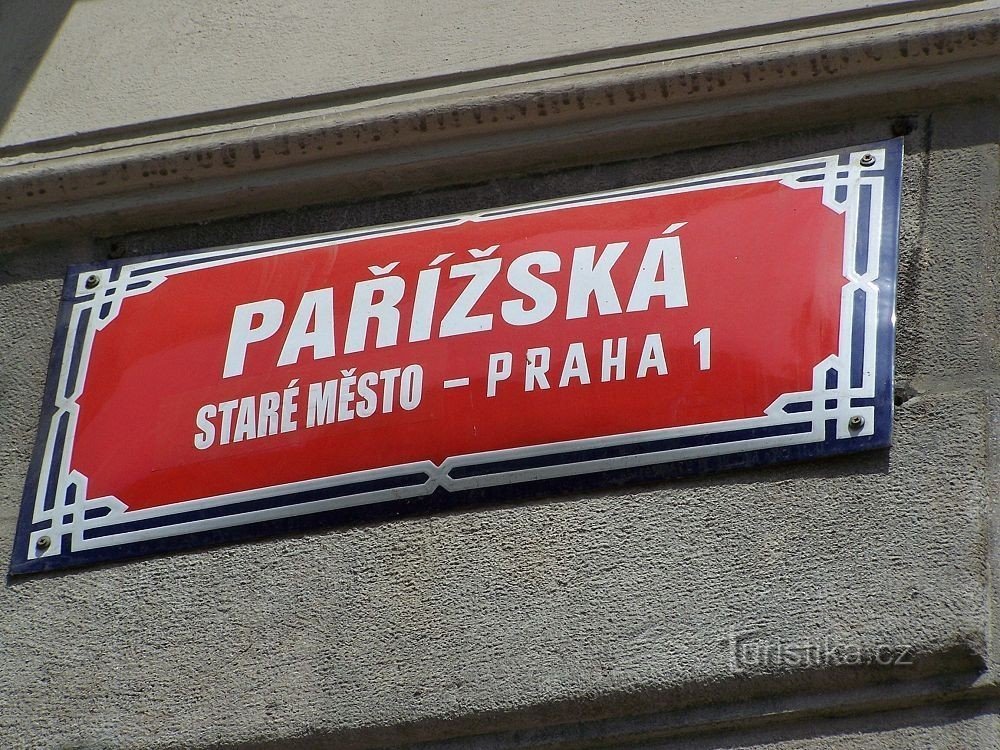 PAŘÍŽSKÁ
STARÉ MĚSTO – PRAHA 1
Turistika.cz